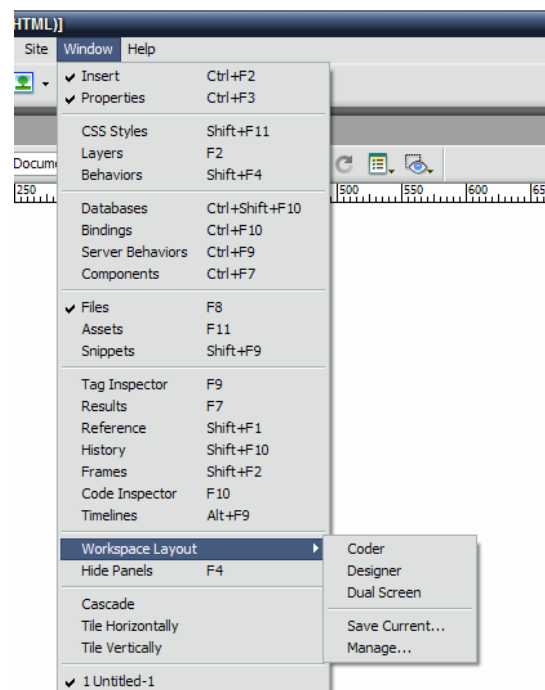 HTML)]
Site Window Help
Insert Ctrl+F2
Properties Ctrl+F3
CSS Styles Shift+F11
Layers F2
Behaviors Shift+F4
Docum
250 500 550 600 65
Databases Ctrl+Shift+F10
Bindings Ctrl+F10
Server Behaviors Ctrl+F9
Components Ctrl+F7
Files F8
Assets F11
Snippets Shift+F9
Tag Inspector F9
Results F7
Reference Shift+F1
History Shift+F10
Frames Shift+F2
Code Inspector F10
Timelines Alt+F9
Workspace Layout
Hide Panels F4
Cascade
Tile Horizontally
Tile Vertically
1 Untitled-1
Coder
Designer
Dual Screen
Save Current...
Manage...